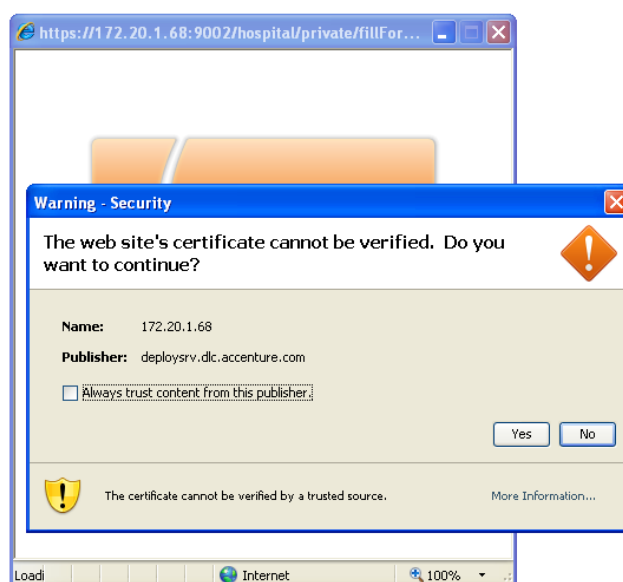 https://172.20.1.68:9002/hospital/private/fillFor...
Warning - Security
The web site's certificate cannot be verified.  Do you
want to continue?
Name: 172.20.1.68
Publisher: deploysrv.dlc.accenture.com
Always trust content from this publisher.
Yes No
The certificate cannot be verified by a trusted source. More Information...
Loadi Internet 100%